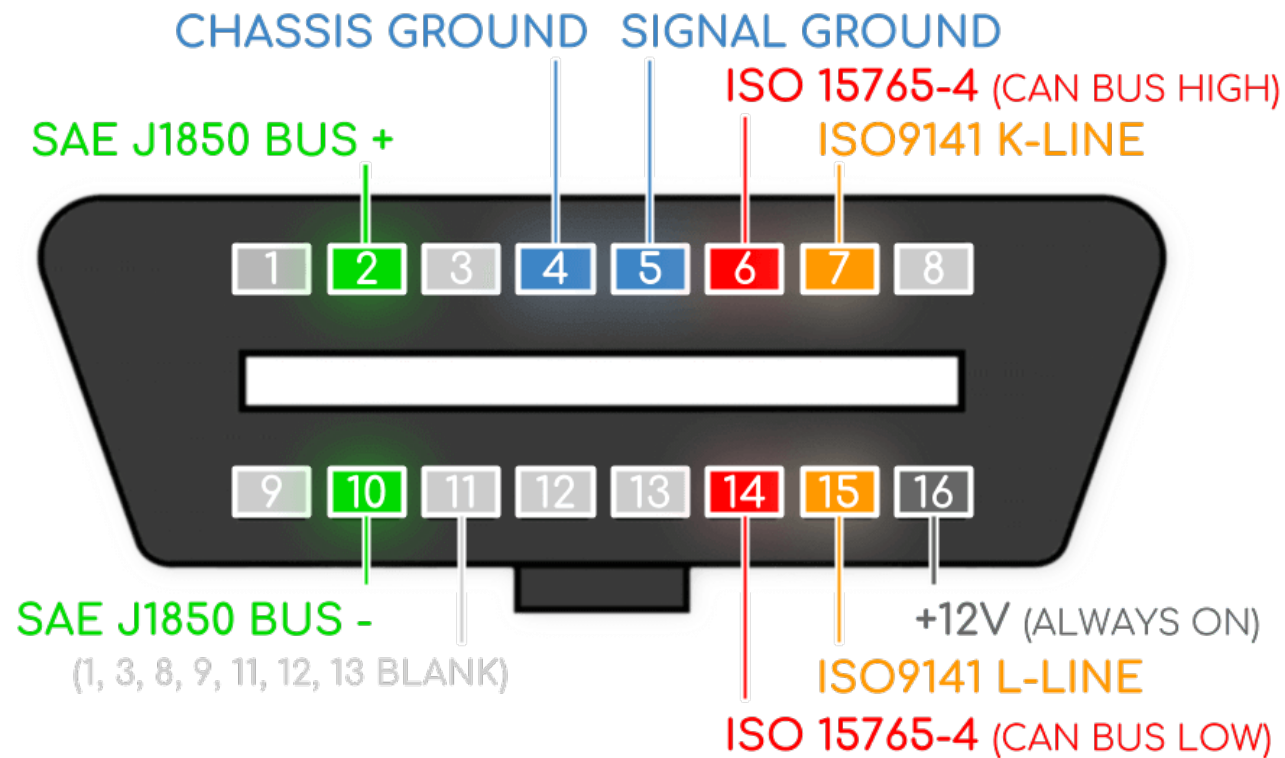 CHASSIS GROUND SIGNAL GROUND
ISO 15765-4 (CAN BUS HIGH)
SAE J1850 BUS + ISO9141 K-LINE
1 2 3 4 5 6 7 8
9 10 11 12 13 14 15 16
SAE J1850 BUS - +12V (ALWAYS ON)
(1, 3, 8, 9, 11, 12, 13 BLANK) ISO9141 L-LINE
ISO 15765-4 (CAN BUS LOW)